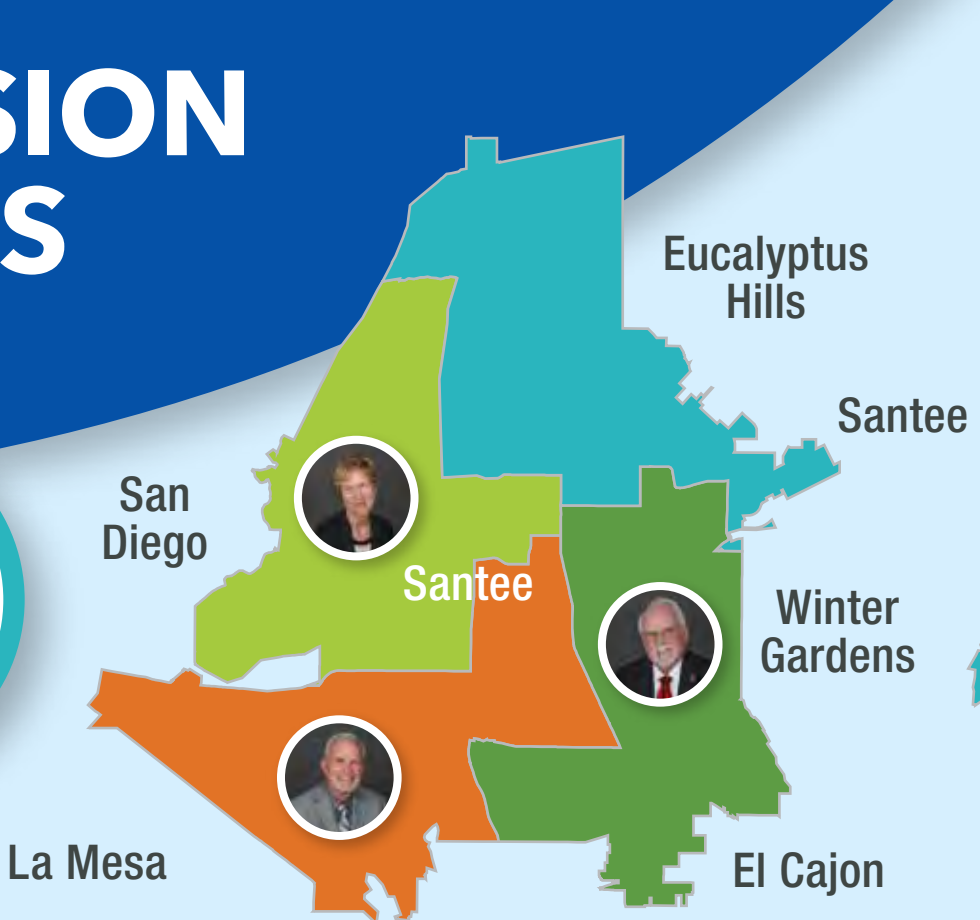 SION
S
Eucalyptus
Hills
Santee
San
Diego
Santee
Winter
Gardens
La Mesa
El Cajon